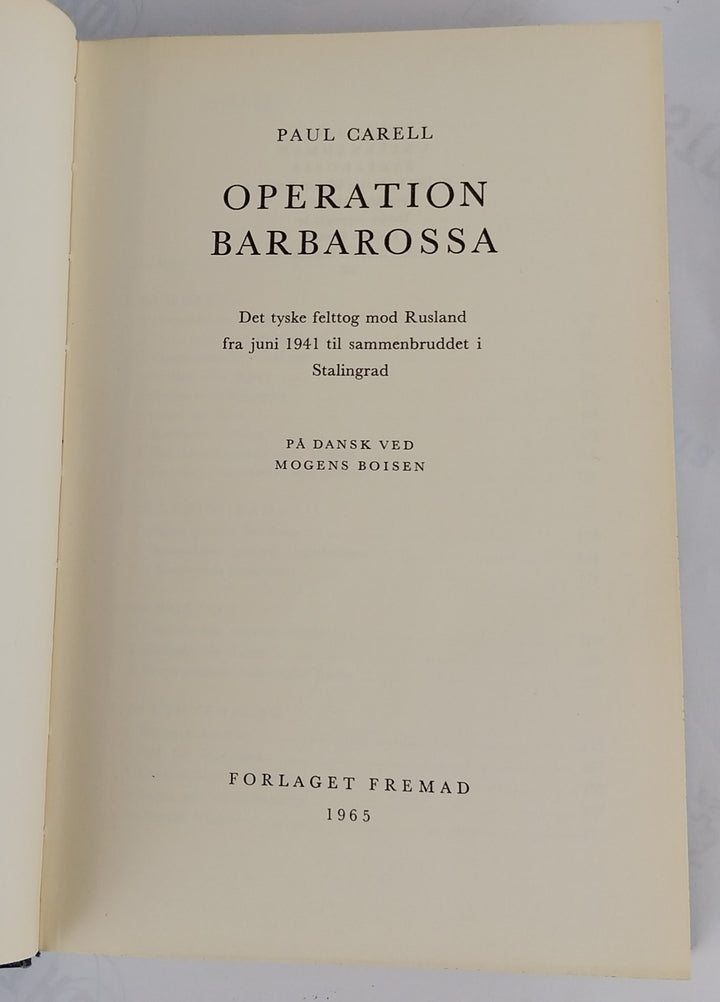 PAUL CARELL
OPERATION
BARBAROSSA
Det tyske felttog mod Rusland
fra juni 1941 til sammenbruddet i
Stalingrad
PÅ DANSK VED
MOGENS BOISEN
FORLAGET FREMAD
1965